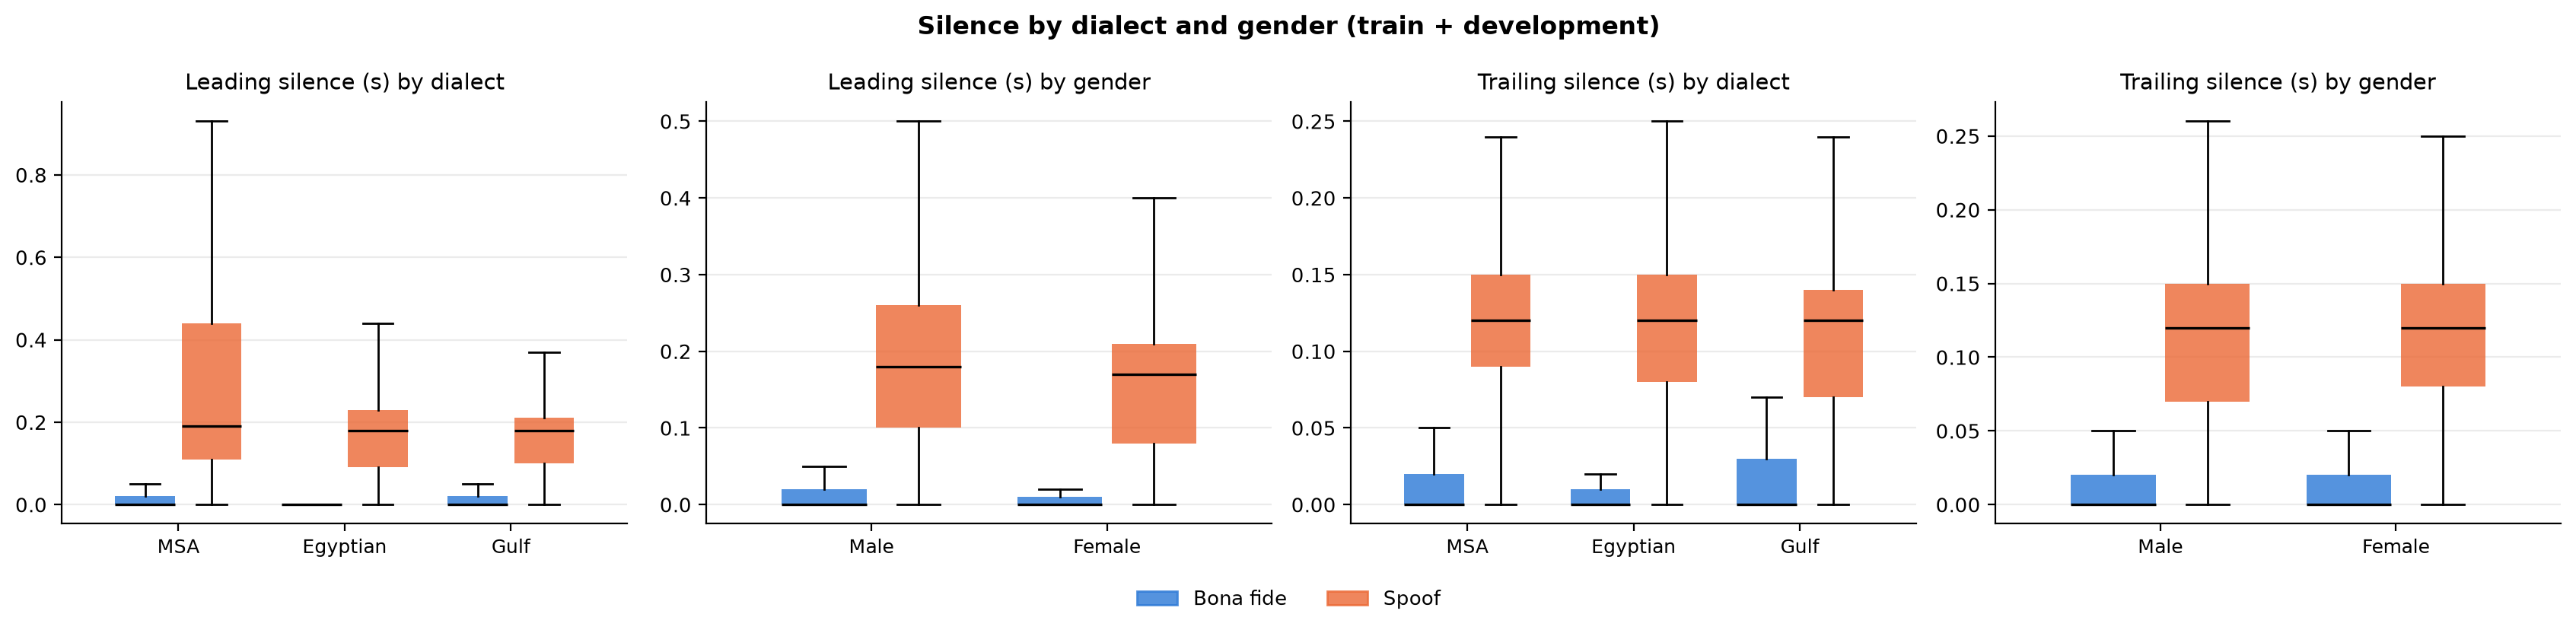 Silence by dialect and gender (train + development)
Leading silence (s) by dialect
0.8
0.6
0.4
0.2
0.0
MSA Egyptian Gulf
Leading silence (s) by gender
0.5
0.4
0.3
0.2
0.1
0.0
Male Female
Trailing silence (s) by dialect
0.25
0.20
0.15
0.10
0.05
0.00
MSA Egyptian Gulf
Trailing silence (s) by gender
0.25
0.20
0.15
0.10
0.05
0.00
Male Female
Bona fide Spoof